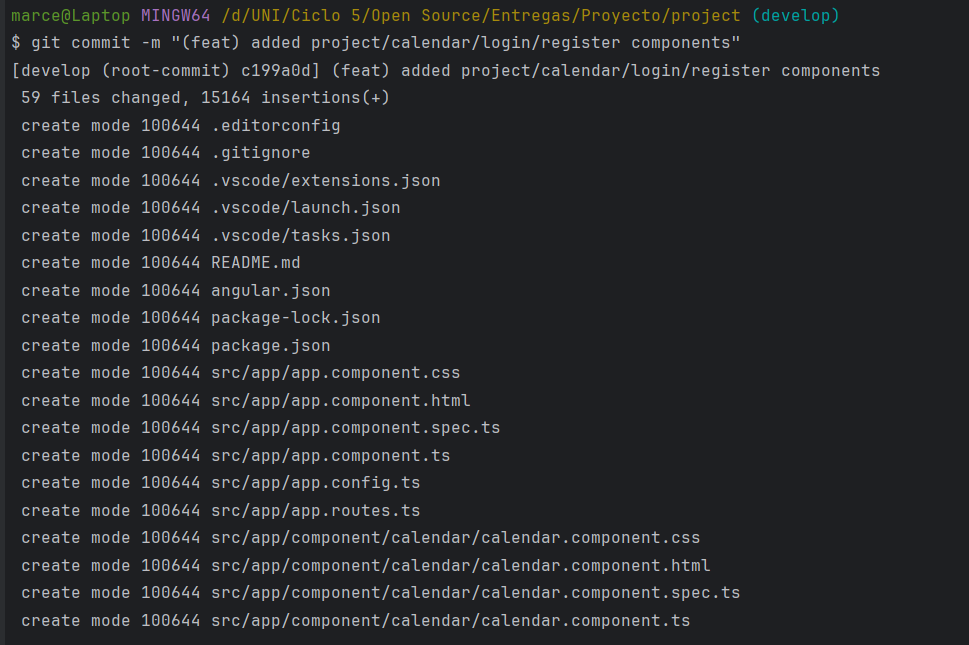 marce@Laptop MINGW64 /d/UNI/Ciclo 5/Open Source/Entregas/Proyecto/project (develop)
$ git commit -m "(feat) added project/calendar/login/register components"
[develop (root-commit) c199a0d] (feat) added project/calendar/login/register components
 59 files changed, 15164 insertions(+)
 create mode 100644 .editorconfig
 create mode 100644 .gitignore
 create mode 100644 .vscode/extensions.json
 create mode 100644 .vscode/launch.json
 create mode 100644 .vscode/tasks.json
 create mode 100644 README.md
 create mode 100644 angular.json
 create mode 100644 package-lock.json
 create mode 100644 package.json
 create mode 100644 src/app/app.component.css
 create mode 100644 src/app/app.component.html
 create mode 100644 src/app/app.component.spec.ts
 create mode 100644 src/app/app.component.ts
 create mode 100644 src/app/app.config.ts
 create mode 100644 src/app/app.routes.ts
 create mode 100644 src/app/component/calendar/calendar.component.css
 create mode 100644 src/app/component/calendar/calendar.component.html
 create mode 100644 src/app/component/calendar/calendar.component.spec.ts
 create mode 100644 src/app/component/calendar/calendar.component.ts